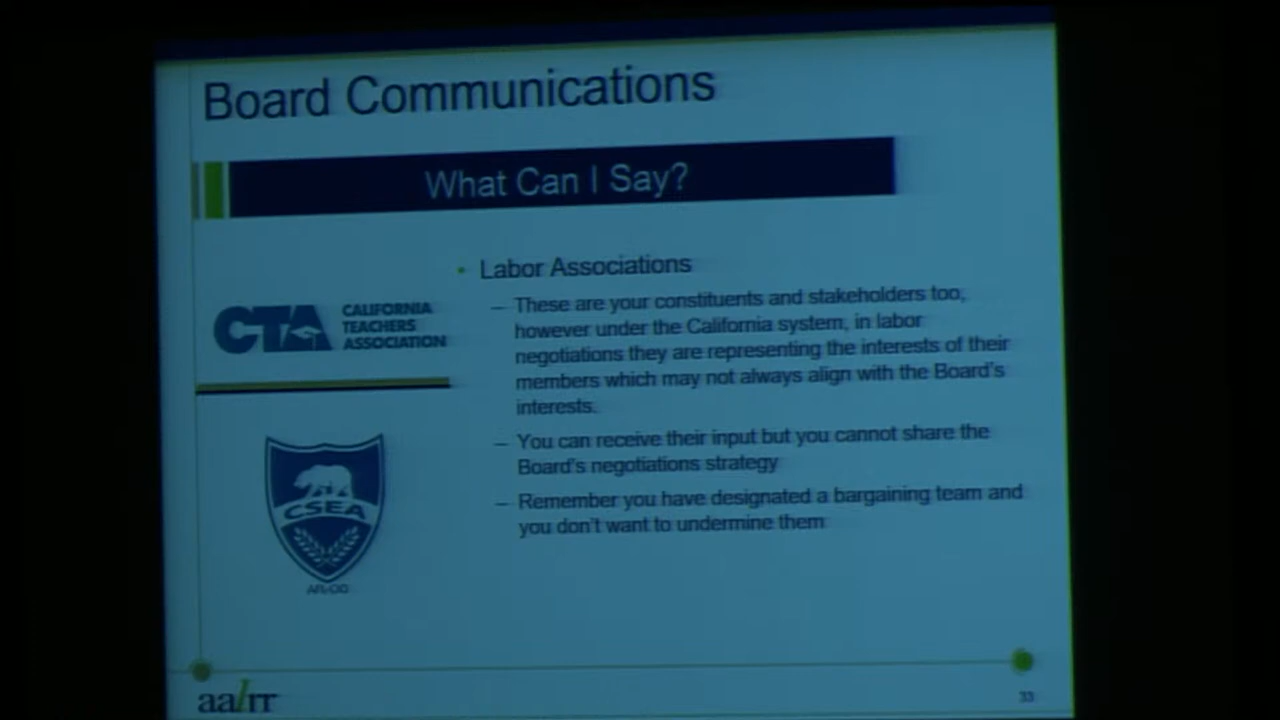 Board Communications
What Can I Say?
• Labor Associations
– These are your constituents and stakeholders too,
however under the California system, in labor
negotiations they are representing the interests of their
members which may not always align with the Board's
interests.
– You can receive their input but you cannot share the
Board's negotiations strategy
– Remember you have designated a bargaining team and
you don't want to undermine them
CTA
CALIFORNIA
TEACHERS
ASSOCIATION
CSEA
AFL-CIO
aalrr
33